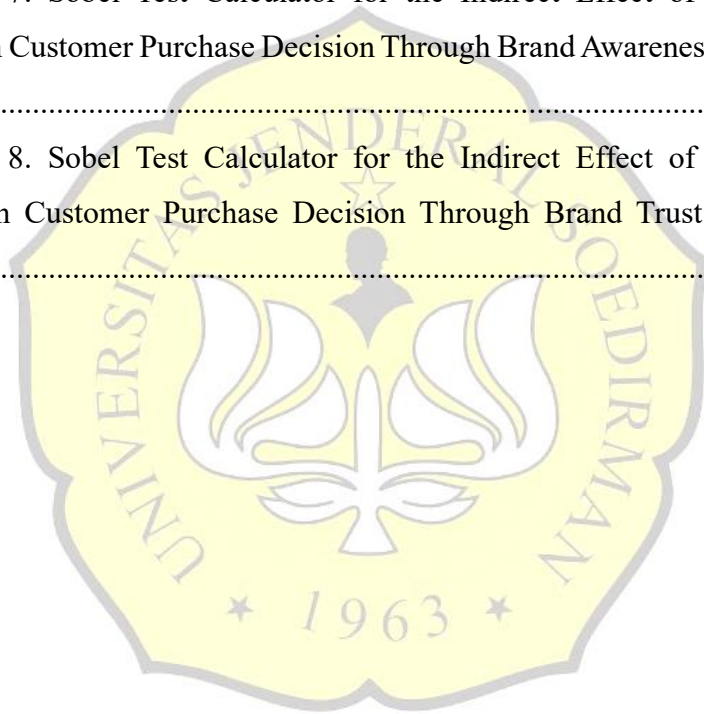 7. Sobel Test Calculator for the Indirect Effect of
Customer Purchase Decision Through Brand Awarenes
................................................................................
8. Sobel Test Calculator for the Indirect Effect of
Customer Purchase Decision Through Brand Trust
................................................................................
UNIVERSITAS JENDERAL SOEDIRMAN
★ 1963 ★